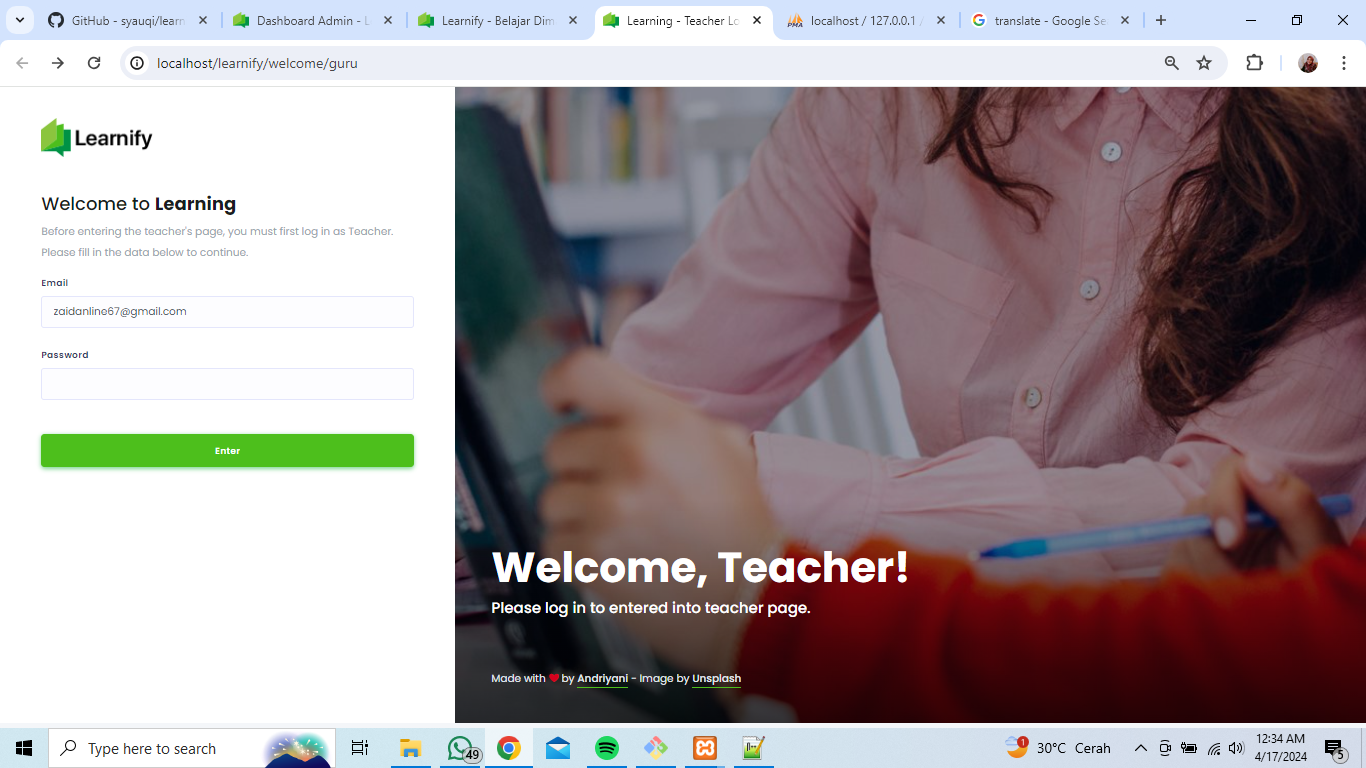 GitHub - syauqi/learn
Dashboard Admin - L
Learnify - Belajar Dim
Learning - Teacher Lo
localhost / 127.0.0.1 /
translate - Google Se
localhost/learnify/welcome/guru
Learnify
Welcome to Learning
Before entering the teacher's page, you must first log in as Teacher.
Please fill in the data below to continue.
Email
zaidanline67@gmail.com
Password
Enter
Welcome, Teacher!
Please log in to entered into teacher page.
Made with ❤ by Andriyani - Image by Unsplash
Type here to search
49
1
30°C Cerah
12:34 AM
4/17/2024
5